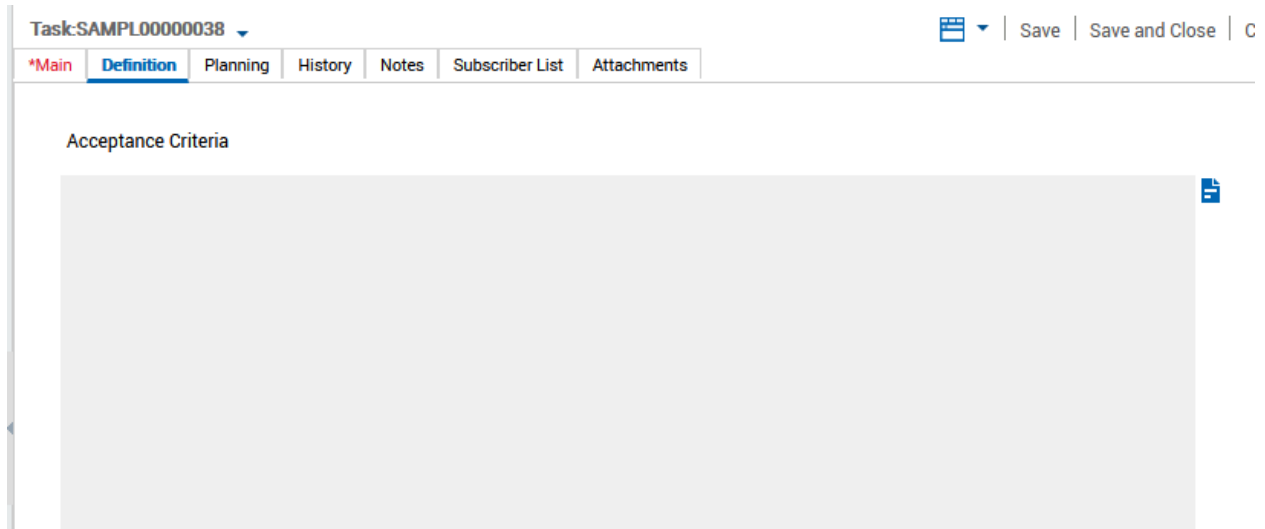 Task:SAMPL00000038 Save Save and Close C
*Main Definition Planning History Notes Subscriber List Attachments
Acceptance Criteria